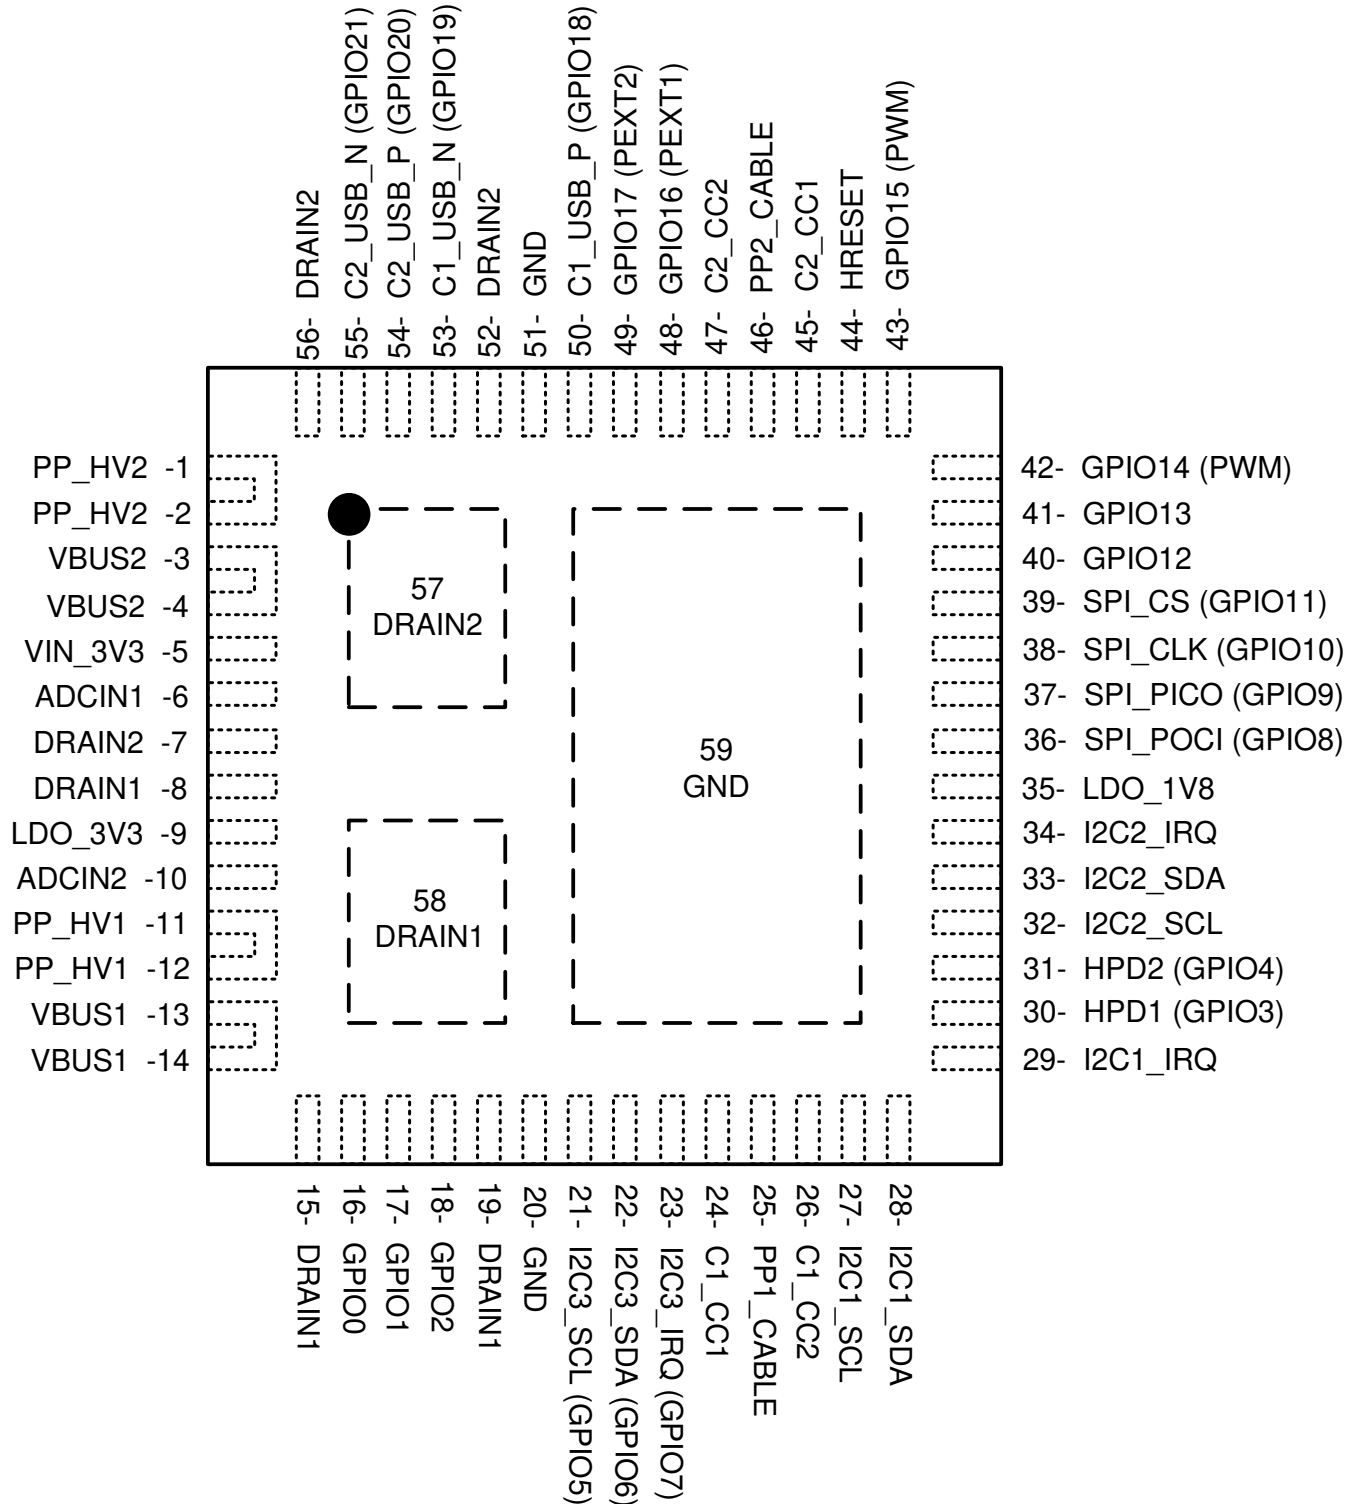 56- DRAIN2
55- C2_USB_N (GPIO21)
54- C2_USB_P (GPIO20)
53- C1_USB_N (GPIO19)
52- DRAIN2
51- GND
50- C1_USB_P (GPIO18)
49- GPIO17 (PEXT2)
48- GPIO16 (PEXT1)
47- C2_CC2
46- PP2_CABLE
45- C2_CC1
44- HRESET
43- GPIO15 (PWM)
PP_HV2 -1
PP_HV2 -2
VBUS2 -3
VBUS2 -4
VIN_3V3 -5
ADCIN1 -6
DRAIN2 -7
DRAIN1 -8
LDO_3V3 -9
ADCIN2 -10
PP_HV1 -11
PP_HV1 -12
VBUS1 -13
VBUS1 -14
57
DRAIN2
58
DRAIN1
59
GND
42- GPIO14 (PWM)
41- GPIO13
40- GPIO12
39- SPI_CS (GPIO11)
38- SPI_CLK (GPIO10)
37- SPI_PICO (GPIO9)
36- SPI_POCI (GPIO8)
35- LDO_1V8
34- I2C2_IRQ
33- I2C2_SDA
32- I2C2_SCL
31- HPD2 (GPIO4)
30- HPD1 (GPIO3)
29- I2C1_IRQ
15- DRAIN1
16- GPIO0
17- GPIO1
18- GPIO2
19- DRAIN1
20- GND
21- I2C3_SCL (GPIO5)
22- I2C3_SDA (GPIO6)
23- I2C3_IRQ (GPIO7)
24- C1_CC1
25- PP1_CABLE
26- C1_CC2
27- I2C1_SCL
28- I2C1_SDA